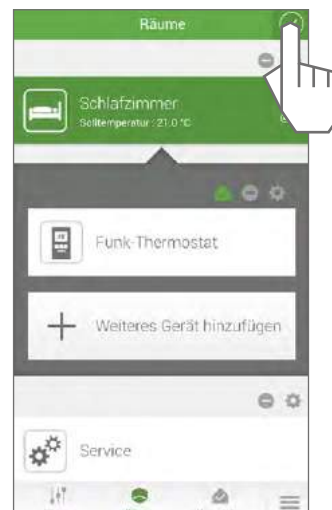 Räume
Schlafzimmer
Solltemperatur: 21.0 °C
Funk-Thermostat
Weiteres Gerät hinzufügen
Service